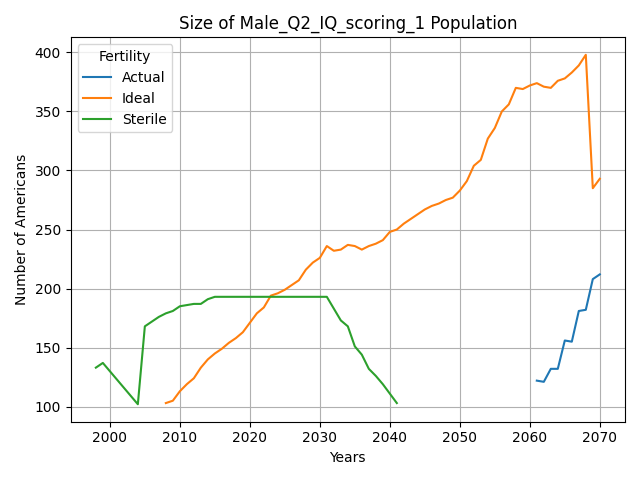 Size of Male_Q2_IQ_scoring_1 Population
Fertility
Actual
Ideal
Sterile
400
350
300
250
200
150
100
Number of Americans
2000 2010 2020 2030 2040 2050 2060 2070
Years